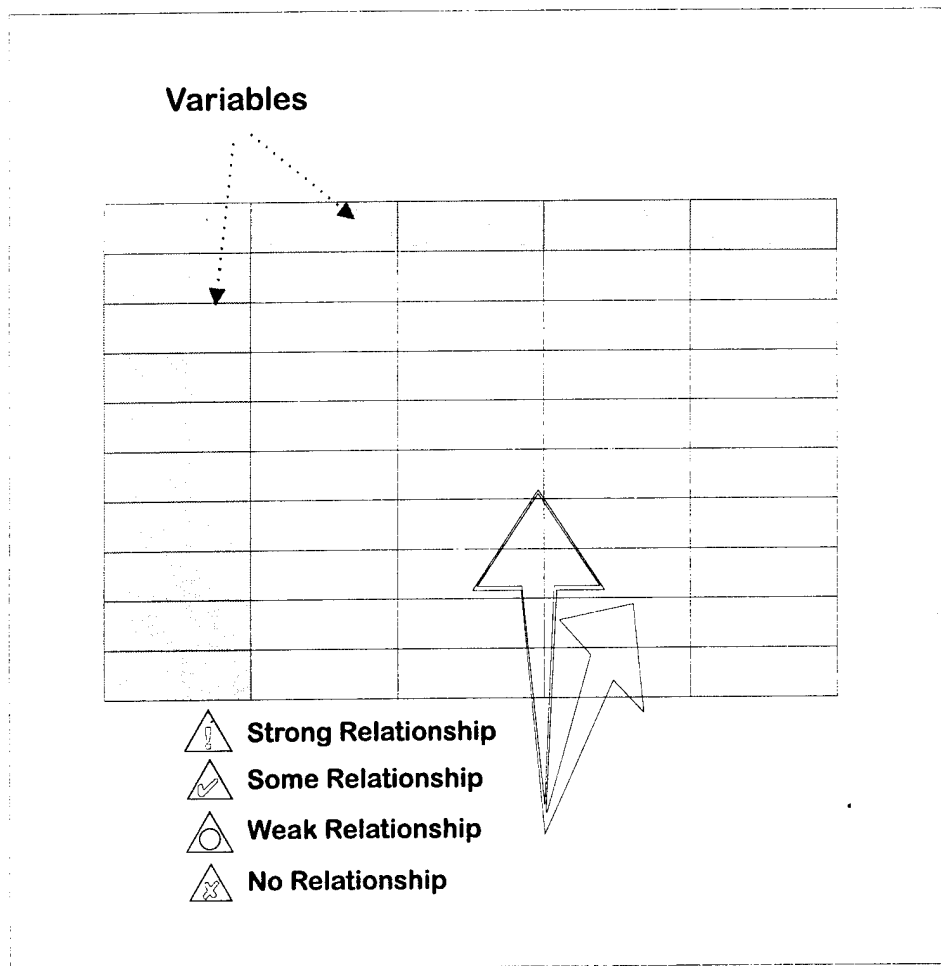 Variables
Strong Relationship
Some Relationship
Weak Relationship
No Relationship